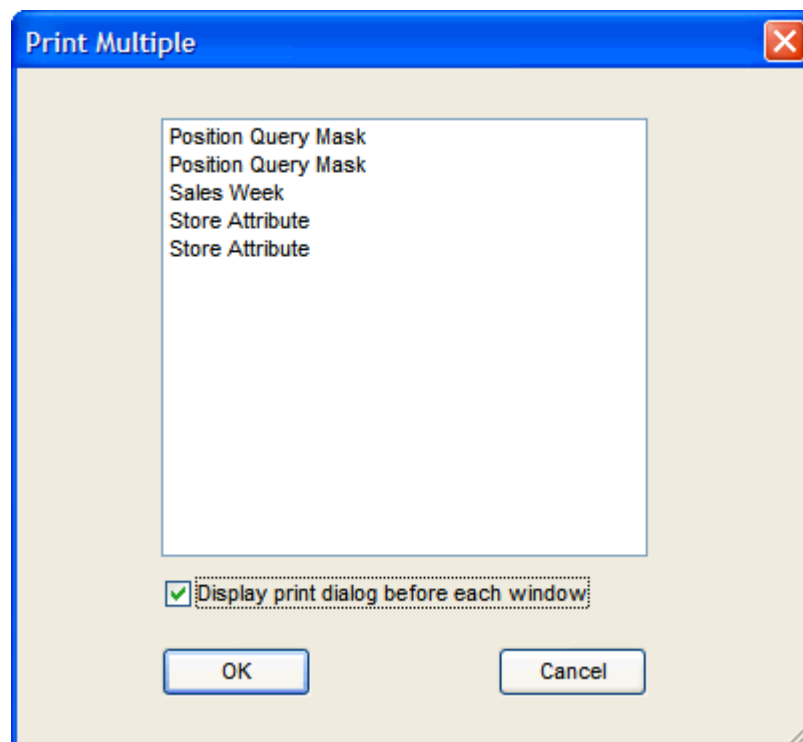 Print Multiple
Position Query Mask
Position Query Mask
Sales Week
Store Attribute
Store Attribute
Display print dialog before each window
OK
Cancel